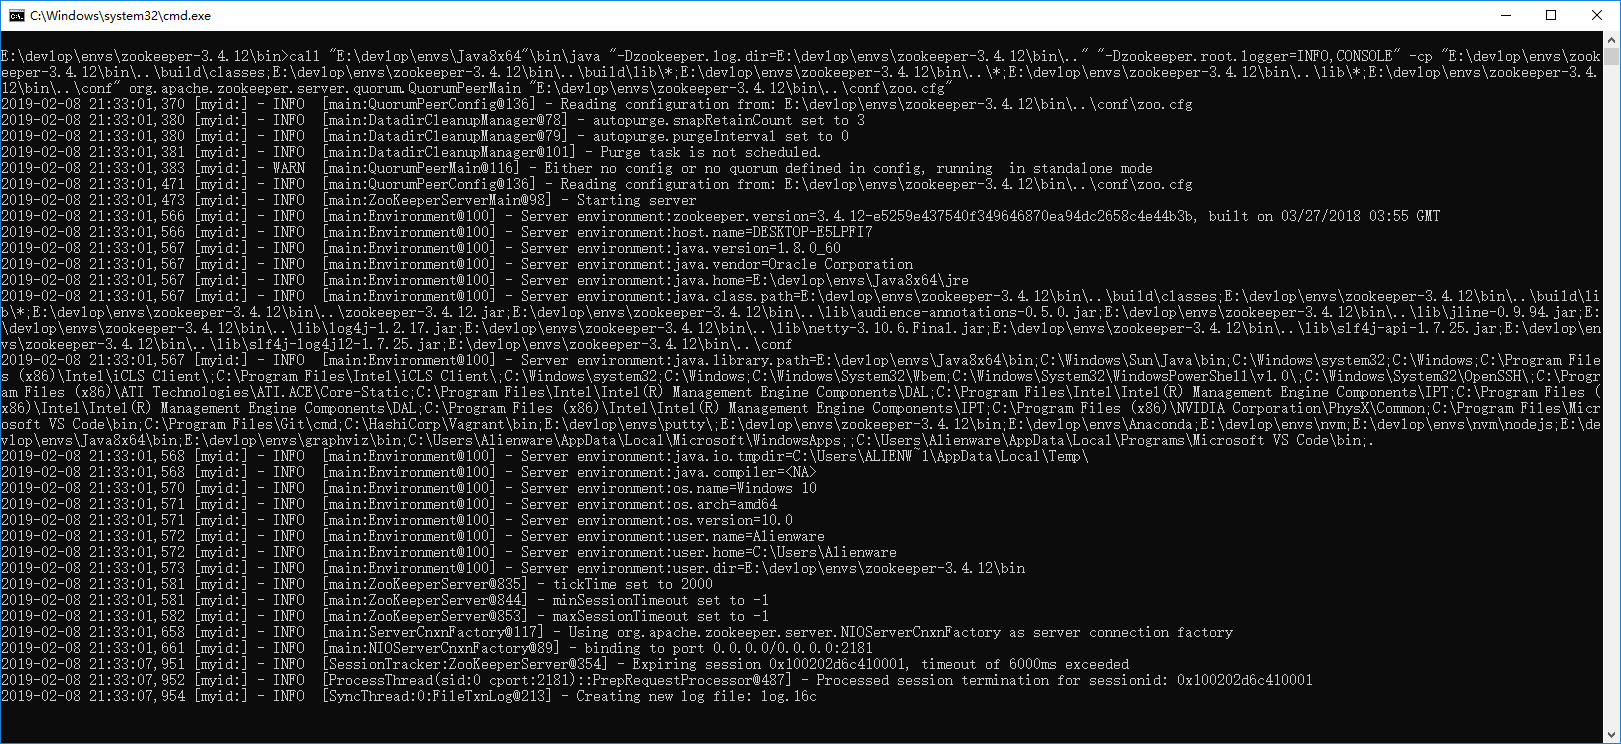 C:\Windows\system32\cmd.exe
E:\devlop\envs\zookeeper-3.4.12\bin>call "E:\devlop\envs\Java8x64"\bin\java "-Dzookeeper.log.dir=E:\devlop\envs\zookeeper-3.4.12\bin\.." "-Dzookeeper.root.logger=INFO,CONSOLE" -cp "E:\devlop\envs\zook
eeper-3.4.12\bin\..\build\classes;E:\devlop\envs\zookeeper-3.4.12\bin\..\build\lib\*;E:\devlop\envs\zookeeper-3.4.12\bin\..\*;E:\devlop\envs\zookeeper-3.4.12\bin\..\lib\*;E:\devlop\envs\zookeeper-3.4.
12\bin\..\conf" org.apache.zookeeper.server.quorum.QuorumPeerMain "E:\devlop\envs\zookeeper-3.4.12\bin\..\conf\zoo.cfg"
2019-02-08 21:33:01,370 [myid:] - INFO  [main:QuorumPeerConfig@136] - Reading configuration from: E:\devlop\envs\zookeeper-3.4.12\bin\..\conf\zoo.cfg
2019-02-08 21:33:01,380 [myid:] - INFO  [main:DatadirCleanupManager@78] - autopurge.snapRetainCount set to 3
2019-02-08 21:33:01,380 [myid:] - INFO  [main:DatadirCleanupManager@79] - autopurge.purgeInterval set to 0
2019-02-08 21:33:01,381 [myid:] - INFO  [main:DatadirCleanupManager@101] - Purge task is not scheduled.
2019-02-08 21:33:01,383 [myid:] - WARN  [main:QuorumPeerMain@116] - Either no config or no quorum defined in config, running  in standalone mode
2019-02-08 21:33:01,471 [myid:] - INFO  [main:QuorumPeerConfig@136] - Reading configuration from: E:\devlop\envs\zookeeper-3.4.12\bin\..\conf\zoo.cfg
2019-02-08 21:33:01,473 [myid:] - INFO  [main:ZooKeeperServerMain@98] - Starting server
2019-02-08 21:33:01,566 [myid:] - INFO  [main:Environment@100] - Server environment:zookeeper.version=3.4.12-e5259e437540f349646870ea94dc2658c4e44b3b, built on 03/27/2018 03:55 GMT
2019-02-08 21:33:01,566 [myid:] - INFO  [main:Environment@100] - Server environment:host.name=DESKTOP-E5LPFI7
2019-02-08 21:33:01,567 [myid:] - INFO  [main:Environment@100] - Server environment:java.version=1.8.0_60
2019-02-08 21:33:01,567 [myid:] - INFO  [main:Environment@100] - Server environment:java.vendor=Oracle Corporation
2019-02-08 21:33:01,567 [myid:] - INFO  [main:Environment@100] - Server environment:java.home=E:\devlop\envs\Java8x64\jre
2019-02-08 21:33:01,567 [myid:] - INFO  [main:Environment@100] - Server environment:java.class.path=E:\devlop\envs\zookeeper-3.4.12\bin\..\build\classes;E:\devlop\envs\zookeeper-3.4.12\bin\..\build\li
b\*;E:\devlop\envs\zookeeper-3.4.12\bin\..\zookeeper-3.4.12.jar;E:\devlop\envs\zookeeper-3.4.12\bin\..\lib\audience-annotations-0.5.0.jar;E:\devlop\envs\zookeeper-3.4.12\bin\..\lib\jline-0.9.94.jar;E:
\devlop\envs\zookeeper-3.4.12\bin\..\lib\log4j-1.2.17.jar;E:\devlop\envs\zookeeper-3.4.12\bin\..\lib\netty-3.10.6.Final.jar;E:\devlop\envs\zookeeper-3.4.12\bin\..\lib\slf4j-api-1.7.25.jar;E:\devlop\en
vs\zookeeper-3.4.12\bin\..\lib\slf4j-log4j12-1.7.25.jar;E:\devlop\envs\zookeeper-3.4.12\bin\..\conf
2019-02-08 21:33:01,567 [myid:] - INFO  [main:Environment@100] - Server environment:java.library.path=E:\devlop\envs\Java8x64\bin;C:\Windows\Sun\Java\bin;C:\Windows\system32;C:\Windows;C:\Program File
s (x86)\Intel\iCLS Client\;C:\Program Files\Intel\iCLS Client\;C:\Windows\system32;C:\Windows;C:\Windows\System32\Wbem;C:\Windows\System32\WindowsPowerShell\v1.0\;C:\Windows\System32\OpenSSH\;C:\Progr
am Files (x86)\ATI Technologies\ATI.ACE\Core-Static;C:\Program Files\Intel\Intel(R) Management Engine Components\DAL;C:\Program Files\Intel\Intel(R) Management Engine Components\IPT;C:\Program Files (
x86)\Intel\Intel(R) Management Engine Components\DAL;C:\Program Files (x86)\Intel\Intel(R) Management Engine Components\IPT;C:\Program Files (x86)\NVIDIA Corporation\PhysX\Common;C:\Program Files\Micr
osoft VS Code\bin;C:\Program Files\Git\cmd;C:\HashiCorp\Vagrant\bin;E:\devlop\envs\putty\;E:\devlop\envs\zookeeper-3.4.12\bin;E:\devlop\envs\Anaconda;E:\devlop\envs\nvm;E:\devlop\envs\nvm\nodejs;E:\de
vlop\envs\Java8x64\bin;E:\devlop\envs\graphviz\bin;C:\Users\Alienware\AppData\Local\Microsoft\WindowsApps;;C:\Users\Alienware\AppData\Local\Programs\Microsoft VS Code\bin;.
2019-02-08 21:33:01,568 [myid:] - INFO  [main:Environment@100] - Server environment:java.io.tmpdir=C:\Users\ALIENW~1\AppData\Local\Temp\
2019-02-08 21:33:01,568 [myid:] - INFO  [main:Environment@100] - Server environment:java.compiler=<NA>
2019-02-08 21:33:01,570 [myid:] - INFO  [main:Environment@100] - Server environment:os.name=Windows 10
2019-02-08 21:33:01,571 [myid:] - INFO  [main:Environment@100] - Server environment:os.arch=amd64
2019-02-08 21:33:01,571 [myid:] - INFO  [main:Environment@100] - Server environment:os.version=10.0
2019-02-08 21:33:01,572 [myid:] - INFO  [main:Environment@100] - Server environment:user.name=Alienware
2019-02-08 21:33:01,572 [myid:] - INFO  [main:Environment@100] - Server environment:user.home=C:\Users\Alienware
2019-02-08 21:33:01,573 [myid:] - INFO  [main:Environment@100] - Server environment:user.dir=E:\devlop\envs\zookeeper-3.4.12\bin
2019-02-08 21:33:01,581 [myid:] - INFO  [main:ZooKeeperServer@835] - tickTime set to 2000
2019-02-08 21:33:01,581 [myid:] - INFO  [main:ZooKeeperServer@844] - minSessionTimeout set to -1
2019-02-08 21:33:01,582 [myid:] - INFO  [main:ZooKeeperServer@853] - maxSessionTimeout set to -1
2019-02-08 21:33:01,658 [myid:] - INFO  [main:ServerCnxnFactory@117] - Using org.apache.zookeeper.server.NIOServerCnxnFactory as server connection factory
2019-02-08 21:33:01,661 [myid:] - INFO  [main:NIOServerCnxnFactory@89] - binding to port 0.0.0.0/0.0.0.0:2181
2019-02-08 21:33:07,951 [myid:] - INFO  [SessionTracker:ZooKeeperServer@354] - Expiring session 0x100202d6c410001, timeout of 6000ms exceeded
2019-02-08 21:33:07,952 [myid:] - INFO  [ProcessThread(sid:0 cport:2181)::PrepRequestProcessor@487] - Processed session termination for sessionid: 0x100202d6c410001
2019-02-08 21:33:07,954 [myid:] - INFO  [SyncThread:0:FileTxnLog@213] - Creating new log file: log.16c